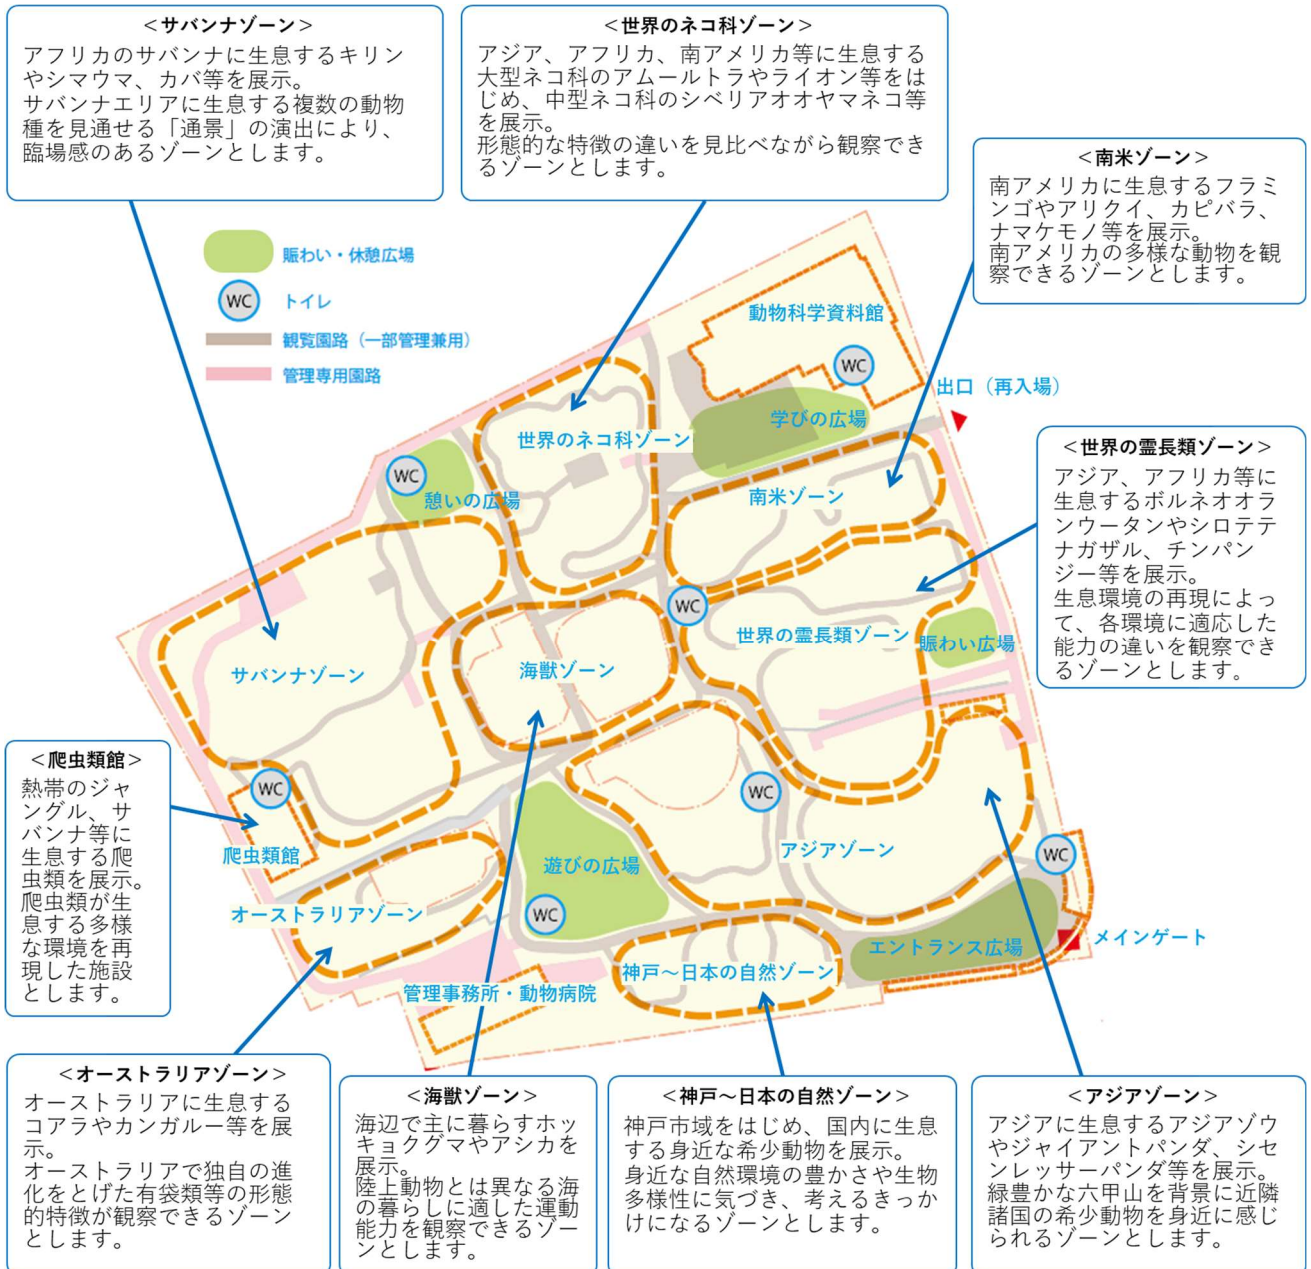 ＜サバンナゾーン＞
アフリカのサバンナに生息するキリン
やシマウマ、カバ等を展示。
サバンナエリアに生息する複数の動物
種を見通せる「通景」の演出により、
臨場感のあるゾーンとします。
＜世界のネコ科ゾーン＞
アジア、アフリカ、南アメリカ等に生息する
大型ネコ科のアムールトラやライオン等をは
じめ、中型ネコ科のシベリアオオヤマネコ等
を展示。
形態的な特徴の違いを見比べながら観察でき
るゾーンとします。
＜南米ゾーン＞
南アメリカに生息するフラミ
ンゴやアリクイ、カピバラ、
ナマケモノ等を展示。
南アメリカの多様な動物を観
察できるゾーンとします。
賑わい・休憩広場
WC
トイレ
観覧園路（一部管理兼用）
管理専用園路
動物科学資料館
WC
出口（再入場）
学びの広場
世界のネコ科ゾーン
WC
憩いの広場
南米ゾーン
＜世界の霊長類ゾーン＞
アジア、アフリカ等に
生息するボルネオオラ
ンウータンやシロテテ
ナガザル、チンパン
ジー等を展示。
生息環境の再現によっ
て、各環境に適応した
能力の違いを観察でき
るゾーンとします。
WC
世界の霊長類ゾーン
賑わい広場
海獣ゾーン
サバンナゾーン
＜爬虫類館＞
熱帯のジャ
ングル、サ
バンナ等に
生息する爬
虫類を展示。
爬虫類が生
息する多様
な環境を再
現した施設
とします。
WC
WC
爬虫類館
遊びの広場
アジアゾーン
WC
オーストラリアゾーン
WC
エントランス広場
メインゲート
神戸～日本の自然ゾーン
管理事務所・動物病院
＜オーストラリアゾーン＞
オーストラリアに生息する
コアラやカンガルー等を展
示。
オーストラリアで独自の進
化をとげた有袋類等の形態
的特徴が観察できるゾーン
とします。
＜海獣ゾーン＞
海辺で主に暮らすホッ
キョクグマやアシカを
展示。
陸上動物とは異なる海
の暮らしに適した運動
能力を観察できるゾー
ンとします。
＜神戸～日本の自然ゾーン＞
神戸市域をはじめ、国内に生息
する身近な希少動物を展示。
身近な自然環境の豊かさや生物
多様性に気づき、考えるきっか
けになるゾーンとします。
＜アジアゾーン＞
アジアに生息するアジアゾウ
やジャイアントパンダ、シセ
ンレッサーパンダ等を展示。
緑豊かな六甲山を背景に近隣
諸国の希少動物を身近に感じ
られるゾーンとします。